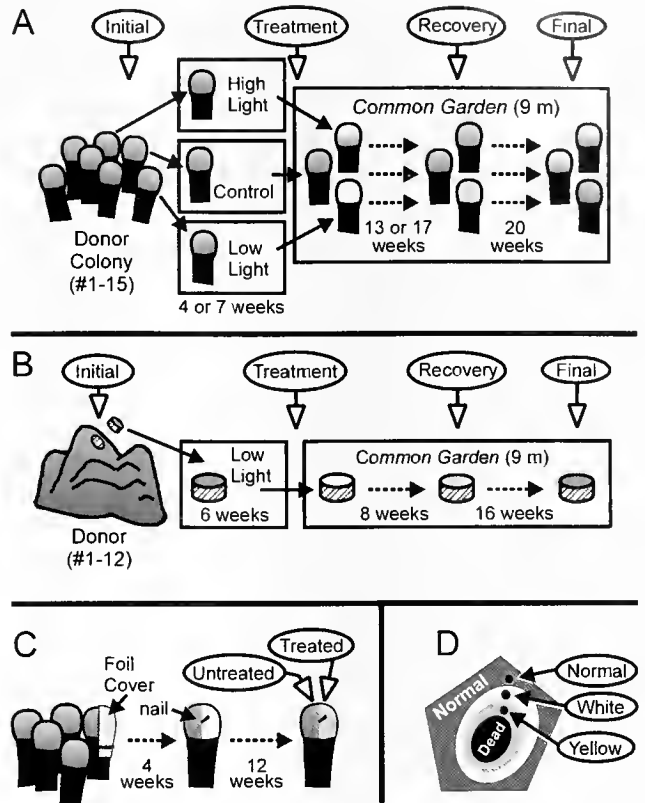 A
Initial
Treatment
Recovery
Final
High
Light
Control
Low
Light
4 or 7 weeks
Donor
Colony
(#1-15)
Common Garden (9 m)
13 or 17
weeks
20
weeks
B
Initial
Treatment
Recovery
Final
Low
Light
6 weeks
Donor
(#1-12)
Common Garden (9 m)
8 weeks
16 weeks
C
Foil
Cover
nail
Untreated
Treated
4
weeks
12
weeks
D
Normal
Dead
Normal
White
Yellow